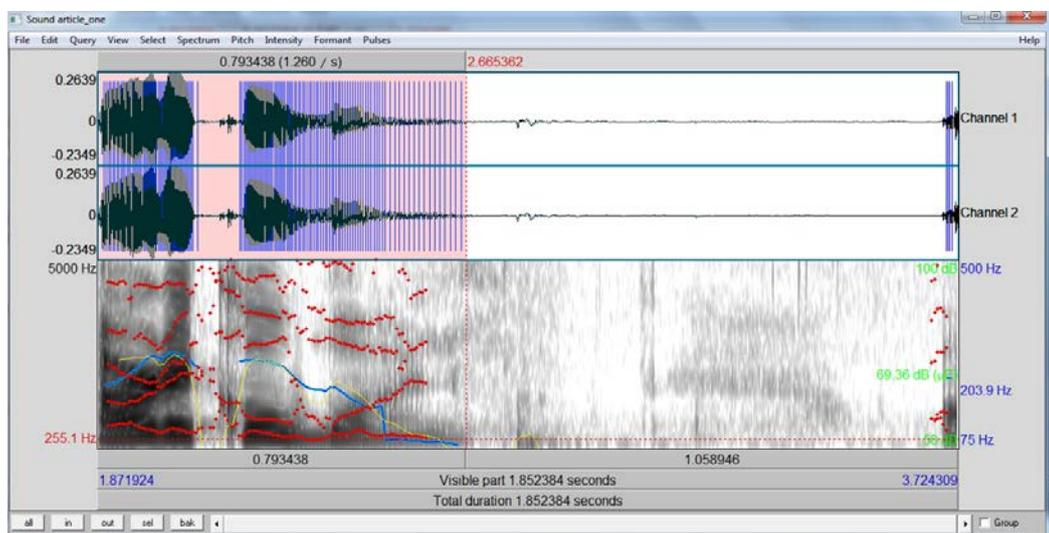 Sound article_one
File Edit Query View Select Spectrum Pitch Intensity Formant Pulses Help
0.793438 (1.260 / s) 2.665362
0.2639
0 Channel 1
-0.2349
0.2639
0 Channel 2
-0.2349
5000 Hz 100 dB 500 Hz
69.36 dB 203.9 Hz
255.1 Hz 75 Hz
0.793438 1.058946
1.871924 Visible part 1.852384 seconds 3.724309
Total duration 1.852384 seconds
all in out sel bak Group